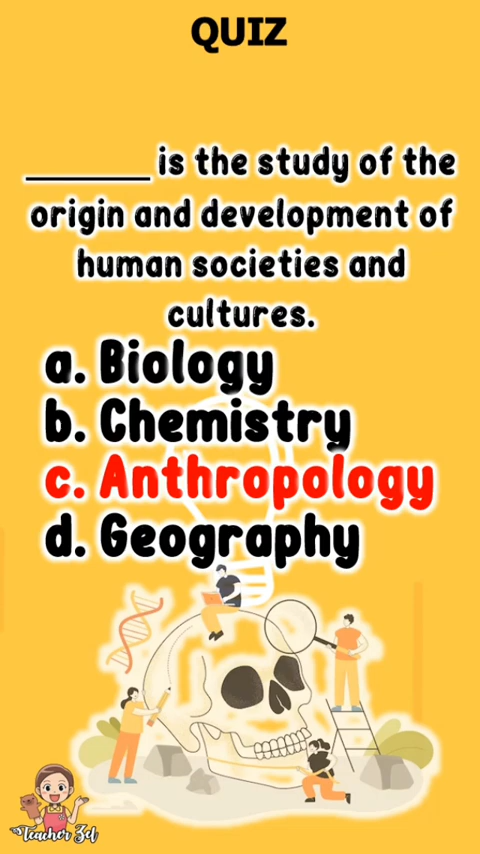 QUIZ
________ is the study of the
origin and development of
human societies and
cultures.
a. Biology
b. Chemistry
c. Anthropology
d. Geography
Teacher Zel